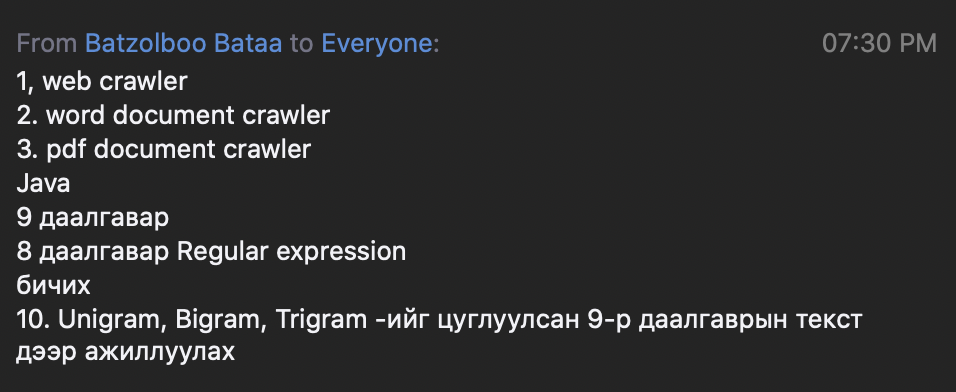 From Batzolboo Bataa to Everyone: 07:30 PM
1, web crawler
2. word document crawler
3. pdf document crawler
Java
9 даалгавар
8 даалгавар Regular expression
бичих
10. Unigram, Bigram, Trigram -ийг цуглуулсан 9-р даалгаврын текст
дээр ажиллуулах